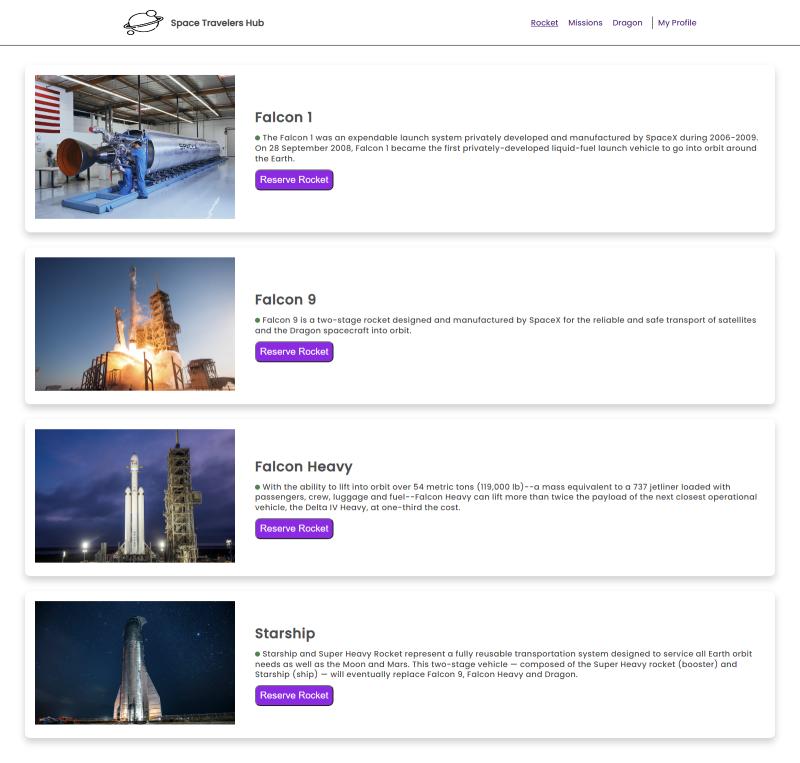 Space Travelers Hub
Rocket
Missions
Dragon
My Profile
Falcon 1
The Falcon 1 was an expendable launch system privately developed and manufactured by SpaceX during 2006-2009.
On 28 September 2008, Falcon 1 became the first privately-developed liquid-fuel launch vehicle to go into orbit around
the Earth.
Reserve Rocket
Falcon 9
Falcon 9 is a two-stage rocket designed and manufactured by SpaceX for the reliable and safe transport of satellites
and the Dragon spacecraft into orbit.
Reserve Rocket
Falcon Heavy
With the ability to lift into orbit over 54 metric tons (119,000 lb)--a mass equivalent to a 737 jetliner loaded with
passengers, crew, luggage and fuel--Falcon Heavy can lift more than twice the payload of the next closest operational
vehicle, the Delta IV Heavy, at one-third the cost.
Reserve Rocket
Starship
Starship and Super Heavy Rocket represent a fully reusable transportation system designed to service all Earth orbit
needs as well as the Moon and Mars. This two-stage vehicle — composed of the Super Heavy rocket (booster) and
Starship (ship) — will eventually replace Falcon 9, Falcon Heavy and Dragon.
Reserve Rocket